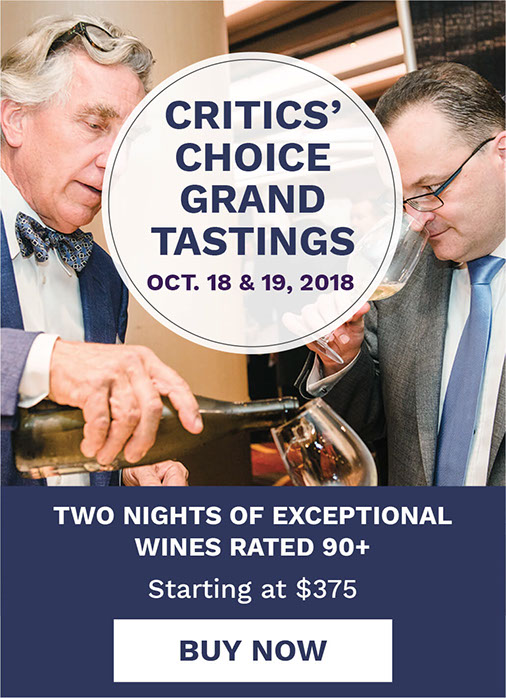 CRITICS’
CHOICE
GRAND
TASTINGS
OCT. 18 & 19, 2018
TWO NIGHTS OF EXCEPTIONAL
WINES RATED 90+
Starting at $375
BUY NOW